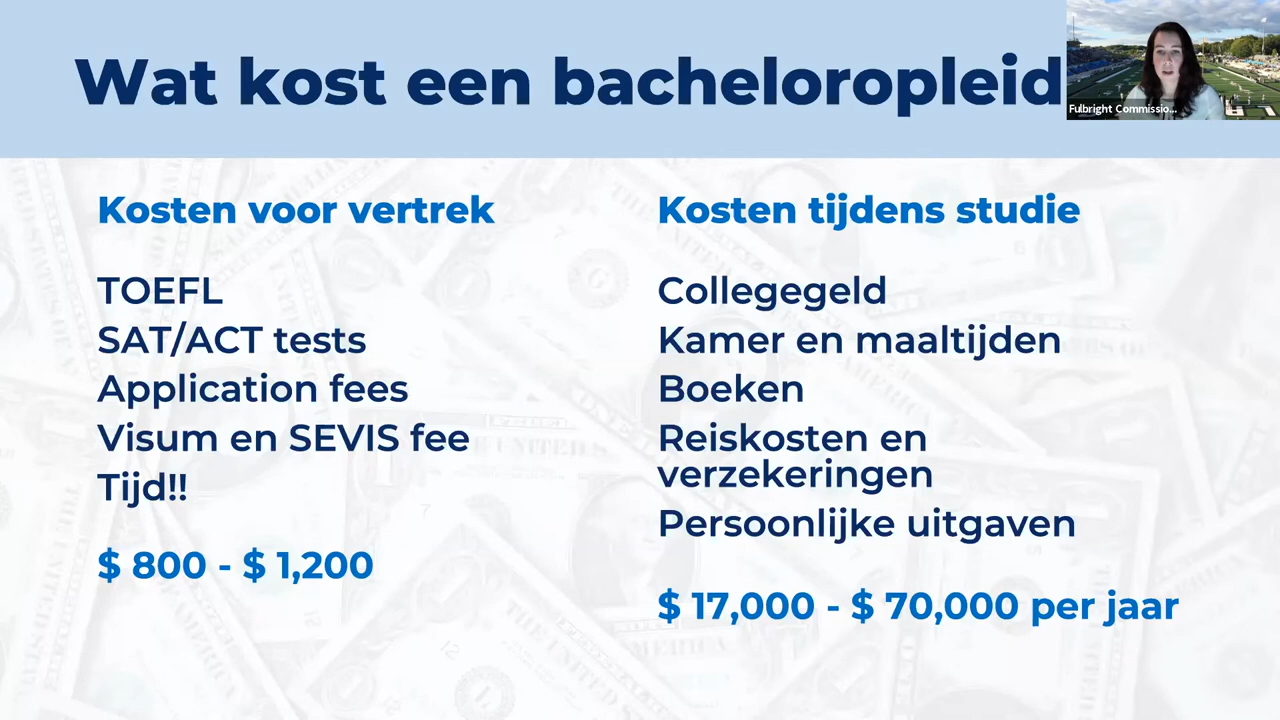 Wat kost een bacheloropleid
Fulbright Commissio...
Kosten voor vertrek
TOEFL
SAT/ACT tests
Application fees
Visum en SEVIS fee
Tijd!!
$ 800 - $ 1,200
Kosten tijdens studie
Collegegeld
Kamer en maaltijden
Boeken
Reiskosten en
verzekeringen
Persoonlijke uitgaven
$ 17,000 - $ 70,000 per jaar